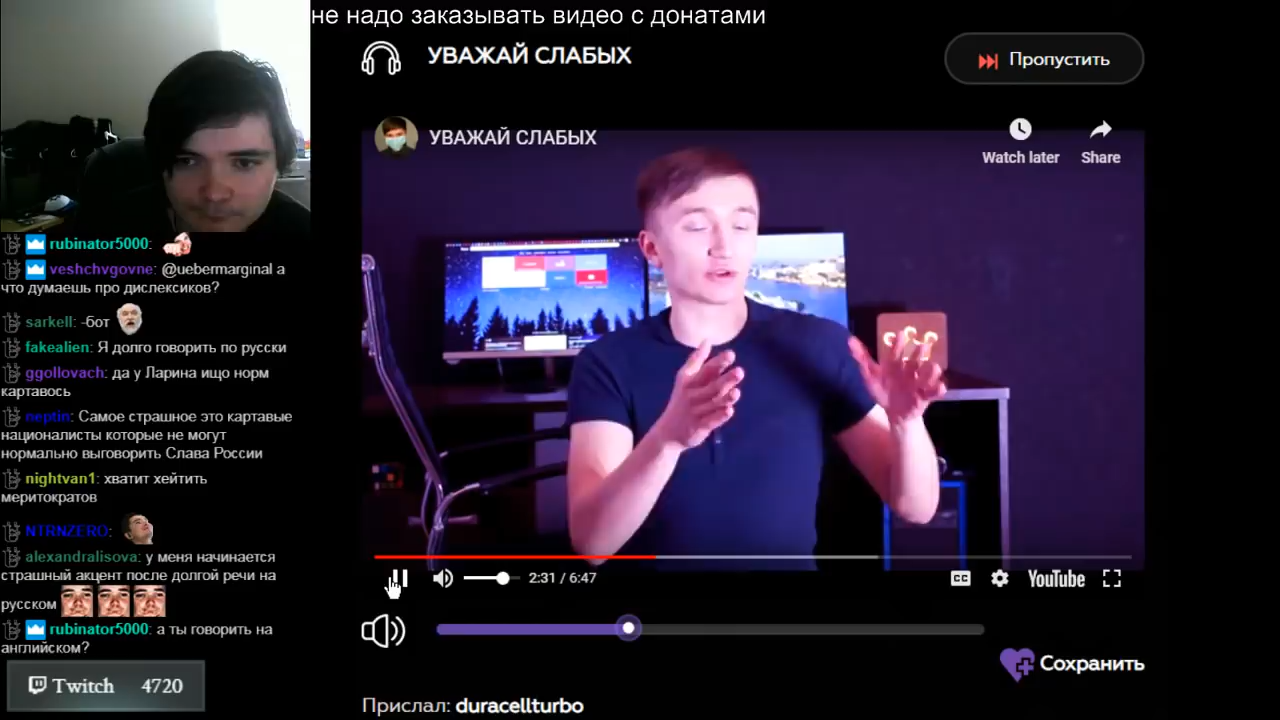 не надо заказывать видео с донатами
УВАЖАЙ СЛАБЫХ
Пропустить
УВАЖАЙ СЛАБЫХ
Watch later
Share
rubinator5000:
veshchvgovne: @uebermarginal а
что думаешь про дислексиков?
sarkell: -бот
fakealien: Я долго говорить по русски
ggollovach: да у Ларина ищо норм
картавось
neptin: Самое страшное это картавые
националисты которые не могут
нормально выговорить Слава России
nightvan1: хватит хейтить
меритократов
NTRNZERO:
alexandralisova: у меня начинается
страшный акцент после долгой речи на
русском
rubinator5000: а ты говорить на
английском?
Twitch 4720
2:31 / 6:47
CC
YouTube
Сохранить
Прислал: duracellturbo